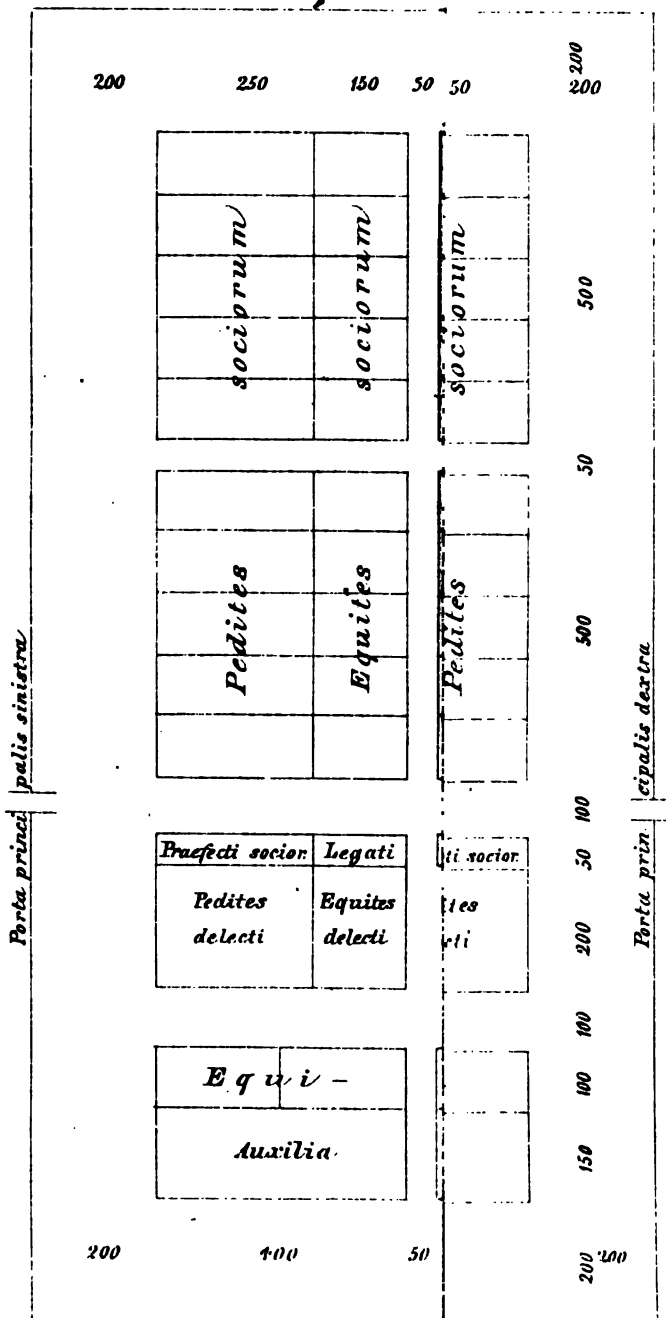 200 250 150 50 50 200
200
sociorum sociorum sociorum
500
50
Pedites Equites Pedites
500
Porta princi palis sinistra
Porta prin cipalis dextra
100
Praefecti socior. Legati ti socior.
50
Pedites Equites tes
delecti delecti cti
200
100
Equi -
100
Auxilia
150
200 400 50 200 200